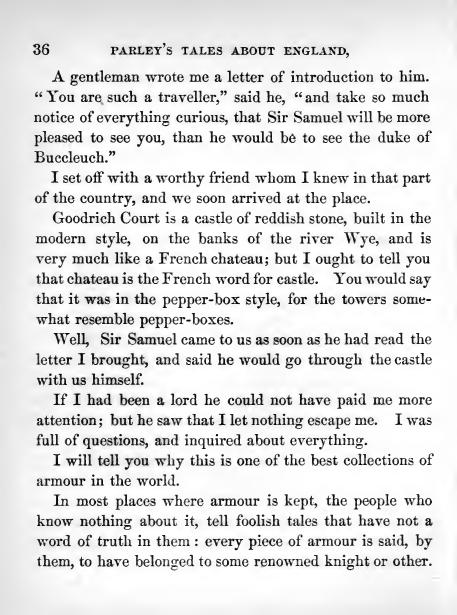 36 PARLEY'S TALES ABOUT ENGLAND,
A gentleman wrote me a letter of introduction to him.
“ You are such a traveller,” said he, “ and take so much
notice of everything curious, that Sir Samuel will be more
pleased to see you, than he would be to see the duke of
Buccleuch.”
I set off with a worthy friend whom I knew in that part
of the country, and we soon arrived at the place.
Goodrich Court is a castle of reddish stone, built in the
modern style, on the banks of the river Wye, and is
very much like a French chateau; but I ought to tell you
that chateau is the French word for castle. You would say
that it was in the pepper-box style, for the towers some-
what resemble pepper-boxes.
Well, Sir Samuel came to us as soon as he had read the
letter I brought, and said he would go through the castle
with us himself.
If I had been a lord he could not have paid me more
attention; but he saw that I let nothing escape me. I was
full of questions, and inquired about everything.
I will tell you why this is one of the best collections of
armour in the world.
In most places where armour is kept, the people who
know nothing about it, tell foolish tales that have not a
word of truth in them : every piece of armour is said, by
them, to have belonged to some renowned knight or other.